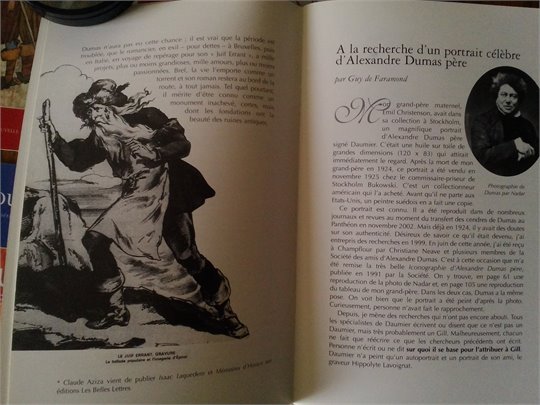 Dumas n'aura pas eu cette chance ; il est vrai que la période est
troublée, que le romancier, en exil - pour dettes - à Bruxelles, puis
en Italie, en voyage de repérage pour son « Juif Errant », a mille
projets, plus ou moins grandioses, mille amours, plus ou moins
passionnées. Bref, la vie l'emporte comme un
torrent et son roman restera au bord de la
route, à tout jamais. Tel quel pourtant,
il mérite d'être connu comme un
monument inachevé, certes, mais
dont les fondations ont la
beauté des ruines antiques.
LE JUIF ERRANT. GRAVURE
La ballade populaire et l'imagerie d'Épinal
* Claude Aziza vient de publier Isaac Laquedem et
éditions Les Belles Lettres
A la recherche d'un portrait célèbre
d'Alexandre Dumas père
par Guy de Faramond
Mon grand-père maternel,
Emil Christenson, avait dans
sa collection à Stockholm,
un magnifique portrait
d'Alexandre Dumas père
signé Daumier. C'était une huile sur toile de
grandes dimensions (120 x 83) qui attirait
immédiatement le regard. Après la mort de mon
grand-père en 1924, ce portrait a été vendu en
novembre 1925 chez le commissaire-priseur de
Stockholm Bukowski. C'est un collectionneur
américain qui l'a acheté. Avant qu'il ne parte aux
Etats-Unis, un peintre suédois en a fait une copie.
Photographie de
Dumas par Nadar
Ce portrait est connu. Il a été reproduit dans de nombreux
journaux et revues au moment du transfert des cendres de Dumas au
Panthéon en novembre 2002. Mais déjà en 1924, il y avait des doutes
sur son authenticité. Désireux de savoir ce qu'il était devenu, j'ai
entrepris des recherches en 1999. En juin de cette année, j'ai été reçu
à Champflour par Christiane Neave et plusieurs membres de la
Société des amis d'Alexandre Dumas. C'est à cette occasion que m'a
été remise la très belle Iconographie d'Alexandre Dumas père,
publiée en 1991 par la Société. On y trouve, en page 61 une
reproduction de la photo de Nadar et, en page 105 une reproduction
du tableau de mon grand-père. Dans les deux cas, Dumas a la même
pose. On voit bien que le portrait a été peint d'après la photo.
Curieusement, personne n'avait fait le rapprochement.
Depuis, je mène des recherches qui n'ont pas encore abouti. Tous
les spécialistes de Daumier écrivent ou disent que ce n'est pas un
Daumier, mais très probablement un Gill. Malheureusement, chacun
ne fait que réécrire ce que les chercheurs précédents ont écrit.
Personne n'écrit ou ne dit sur quoi il se base pour l'attribuer à Gill.
Daumier n'a peint qu'un autoportrait et un portrait de son ami, le
graveur Hippolyte Lavoignat.